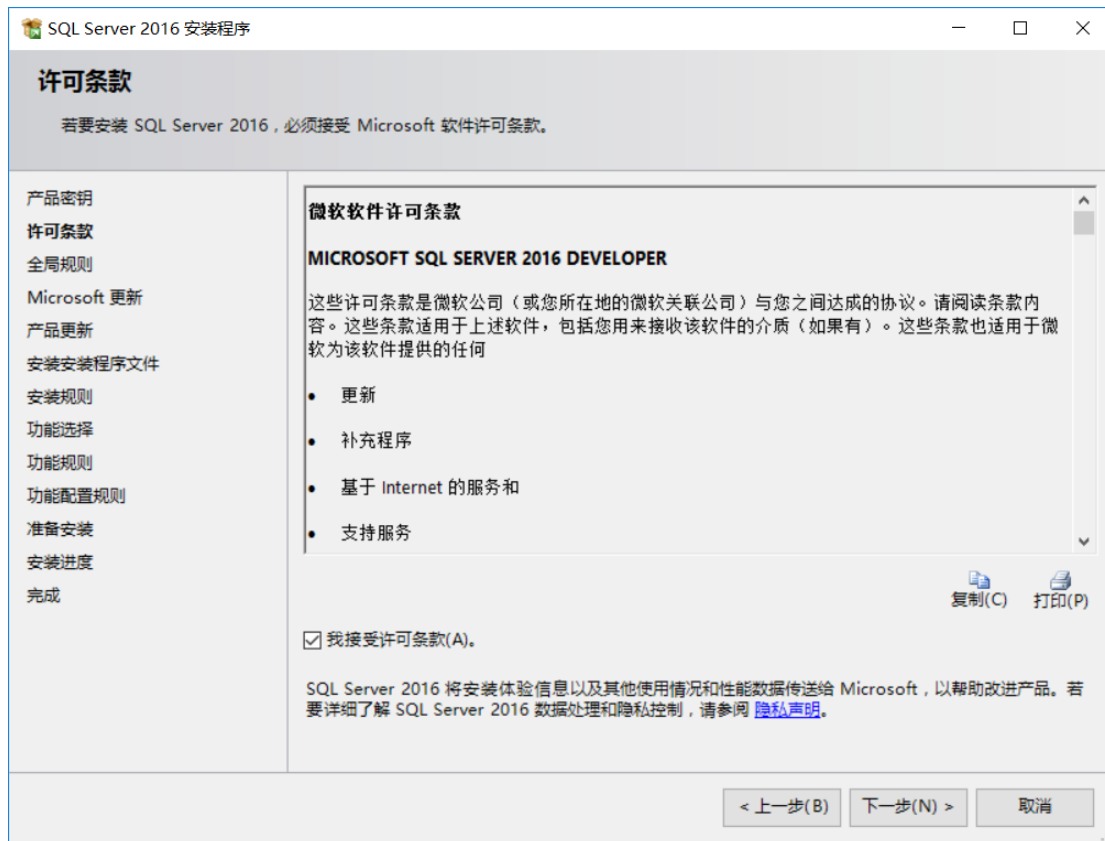 SQL Server 2016 安装程序
许可条款
若要安装 SQL Server 2016，必须接受 Microsoft 软件许可条款。
产品密钥
许可条款
全局规则
Microsoft 更新
产品更新
安装安装程序文件
安装规则
功能选择
功能规则
功能配置规则
准备安装
安装进度
完成
微软软件许可条款
MICROSOFT SQL SERVER 2016 DEVELOPER
这些许可条款是微软公司（或您所在地的微软关联公司）与您之间达成的协议。请阅读条款内
容。这些条款适用于上述软件，包括您用来接收该软件的介质（如果有）。这些条款也适用于微
软为该软件提供的任何
• 更新
• 补充程序
• 基于 Internet 的服务和
• 支持服务
复制(C) 打印(P)
我接受许可条款(A)。
SQL Server 2016 将安装体验信息以及其他使用情况和性能数据传送给 Microsoft，以帮助改进产品。若
要详细了解 SQL Server 2016 数据处理和隐私控制，请参阅 隐私声明。
< 上一步(B) 下一步(N) > 取消